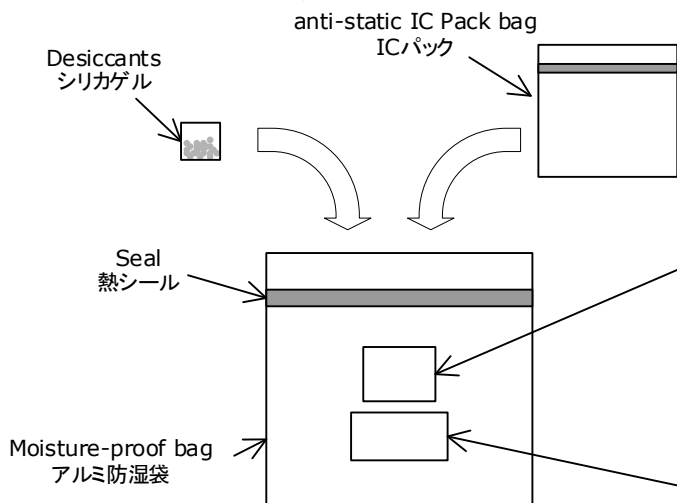 anti-static IC Pack bag
ICパック
Desiccants
シリカゲル
Seal
熱シール
Moisture-proof bag
アルミ防湿袋